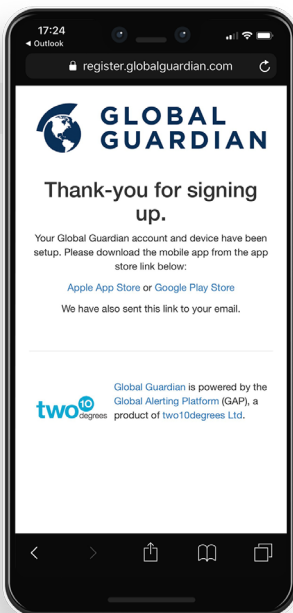 17:24
◀ Outlook
register.globalguardian.com
GLOBAL
GUARDIAN
Thank-you for signing
up.
Your Global Guardian account and device have been
setup. Please download the mobile app from the app
store link below:
Apple App Store or Google Play Store
We have also sent this link to your email.
two10degrees
Global Guardian is powered by the
Global Alerting Platform (GAP), a
product of two10degrees Ltd.